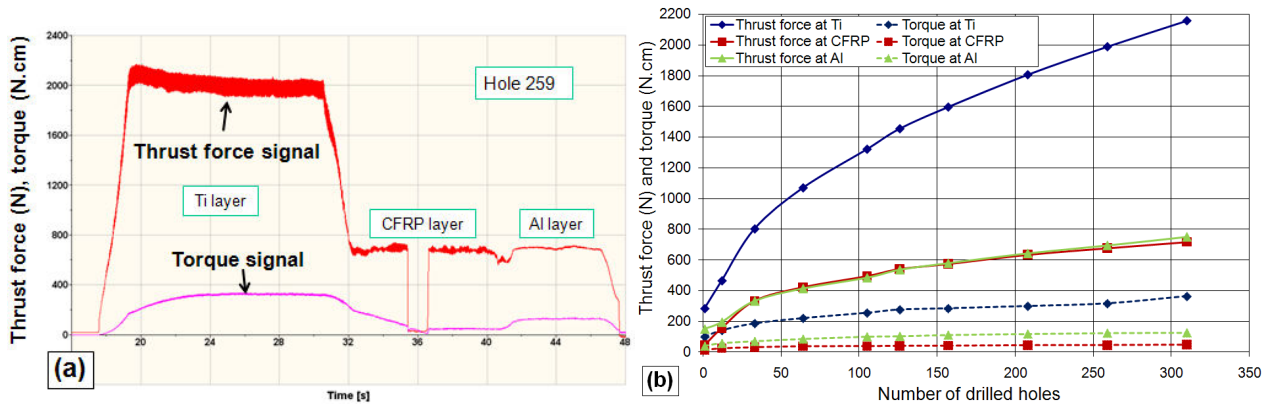 2400
2000
1600
1200
800
400
0
Thrust force (N), torque (N.cm)
Hole 259
Thrust force signal
Ti layer
CFRP layer
Al layer
Torque signal
20 24 28 32 36 40 44 48
Time [s]
(a)
2200
2000
1800
1600
1400
1200
1000
800
600
400
200
0
Thrust force (N) and torque (N.cm)
Thrust force at Ti Torque at Ti
Thrust force at CFRP Torque at CFRP
Thrust force at Al Torque at Al
0 50 100 150 200 250 300 350
Number of drilled holes
(b)